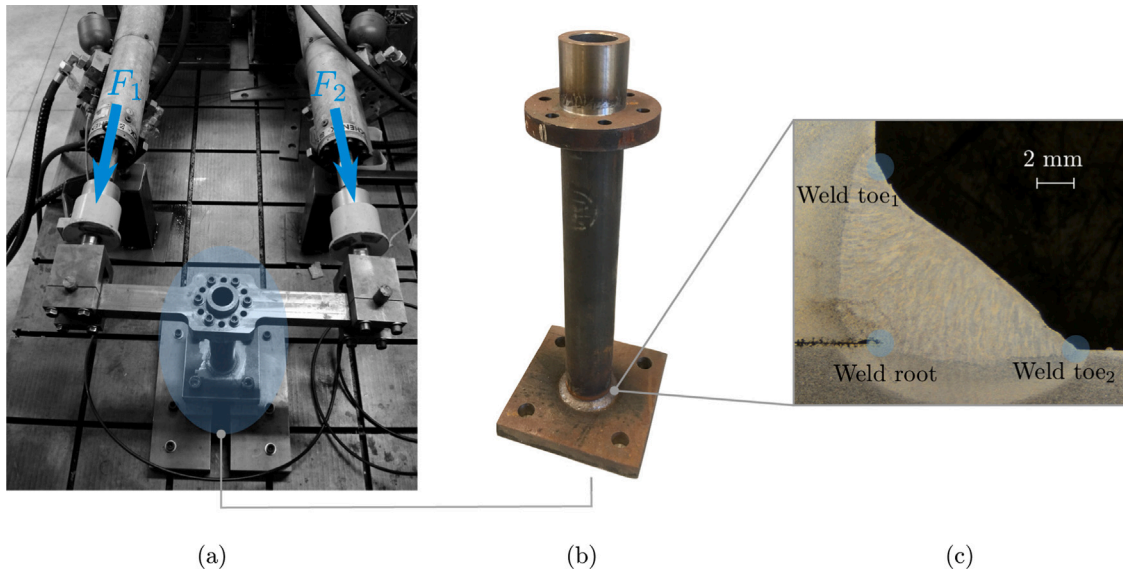 F₁
F₂
2 mm
Weld toe₁
Weld root
Weld toe₂
(a)
(b)
(c)